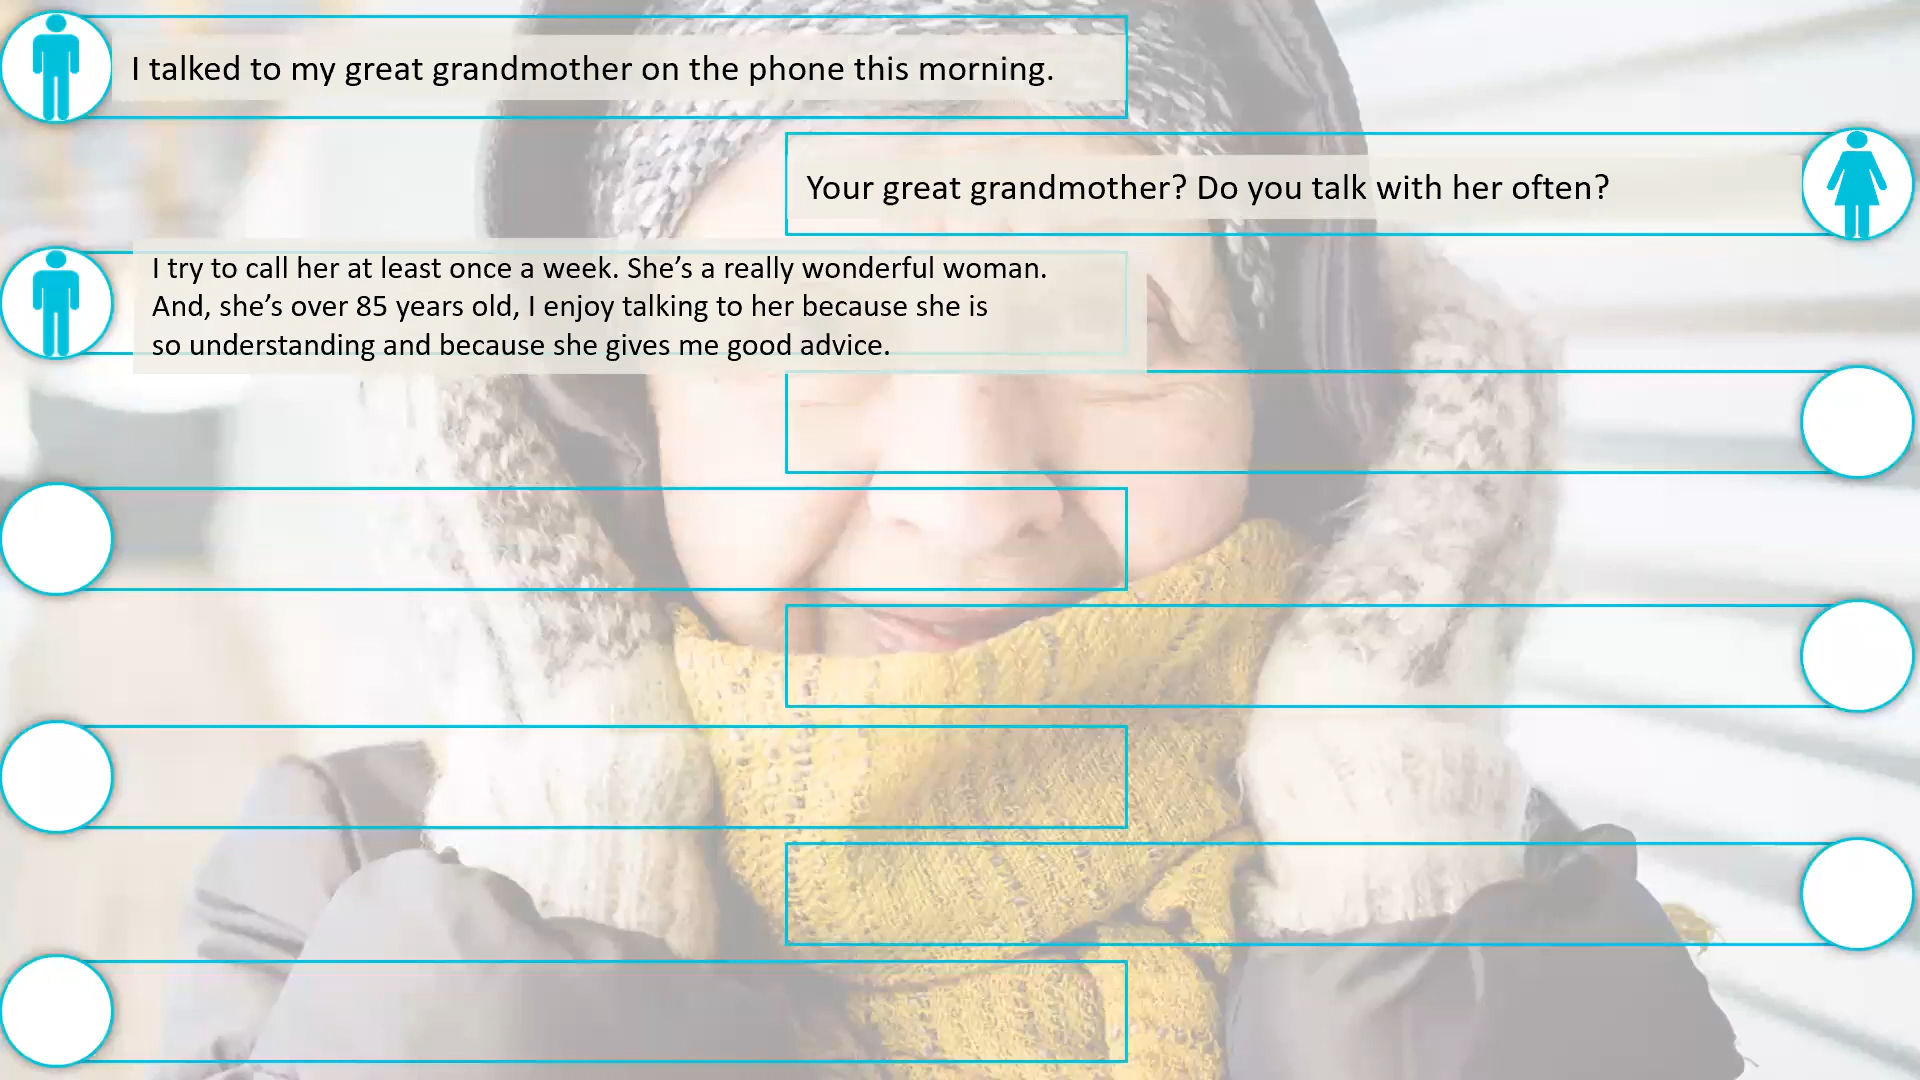 I talked to my great grandmother on the phone this morning.
Your great grandmother? Do you talk with her often?
I try to call her at least once a week. She’s a really wonderful woman.
And, she’s over 85 years old, I enjoy talking to her because she is
so understanding and because she gives me good advice.